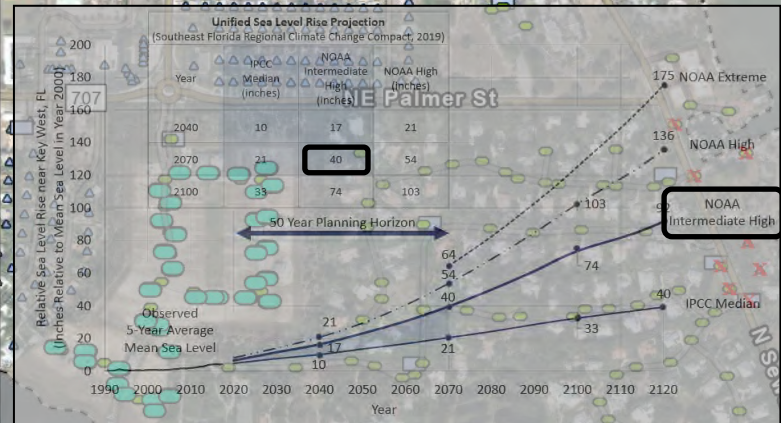 Unified Sea Level Rise Projection
(Southeast Florida Regional Climate Change Compact, 2019)
Year
IPCC
Median
(inches)
NOAA
Intermediate
High
(inches)
NOAA High
(Inches)
2040 10 17 21
2070 21 40 54
2100 33 74 103
Relative Sea Level Rise near Key West, FL
(Inches Relative to Mean Sea Level in Year 2000)
200
180
160
140
120
100
80
60
40
20
0
707
NE Palmer St
175 NOAA Extreme
136
NOAA High
103
NOAA
92 Intermediate High
50 Year Planning Horizon
64
54
40
74
40 IPCC Median
33
21
21
17
10
Observed
5-Year Average
Mean Sea Level
1990 2000 2010 2020 2030 2040 2050 2060 2070 2080 2090 2100 2110 2120
Year